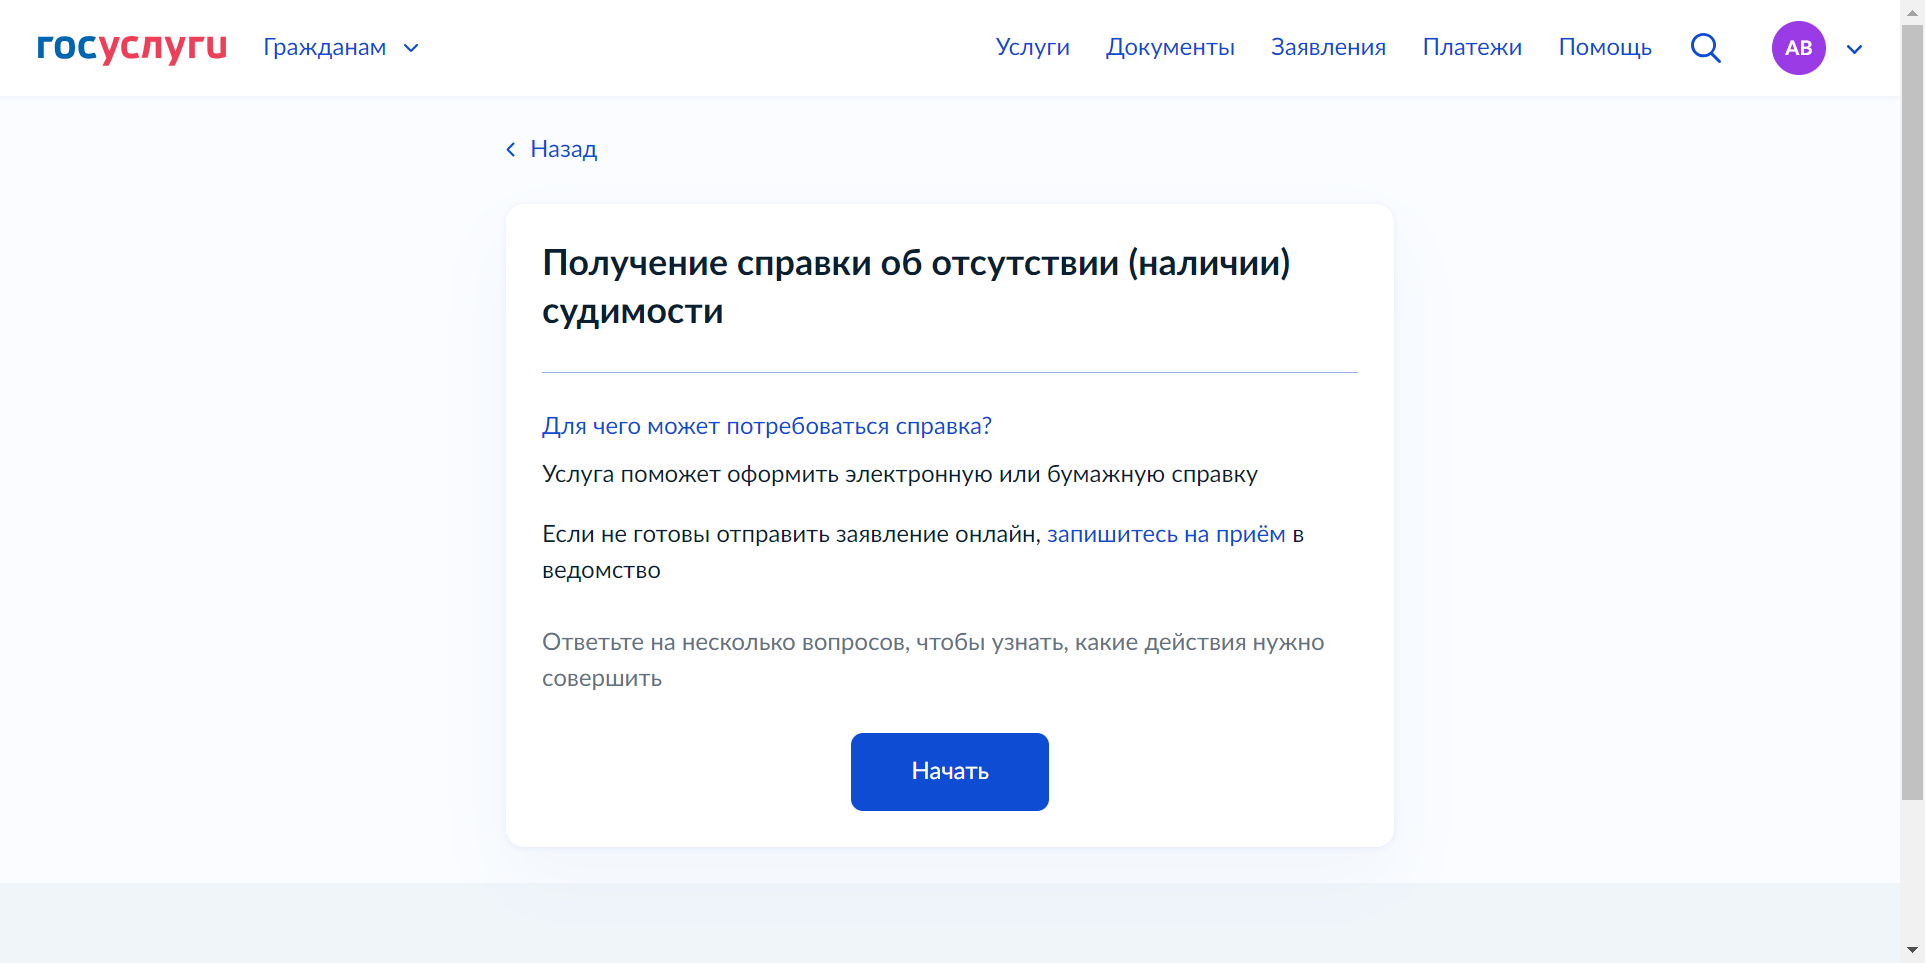 госуслуги Гражданам Услуги Документы Заявления Платежи Помощь АВ
Назад
Получение справки об отсутствии (наличии)
судимости
Для чего может потребоваться справка?
Услуга поможет оформить электронную или бумажную справку
Если не готовы отправить заявление онлайн, запишитесь на приём в
ведомство
Ответьте на несколько вопросов, чтобы узнать, какие действия нужно
совершить
Начать